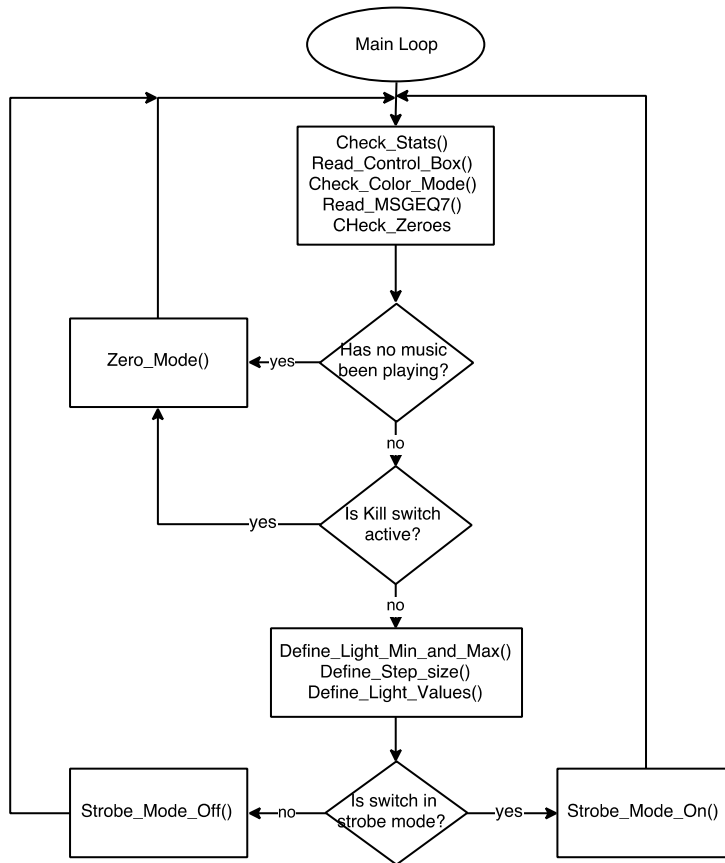 Main Loop
Check_Stats()
Read_Control_Box()
Check_Color_Mode()
Read_MSGEQ7()
CHeck_Zeroes
Has no music
been playing?
yes
Zero_Mode()
no
Is Kill switch
active?
yes
no
Define_Light_Min_and_Max()
Define_Step_size()
Define_Light_Values()
Is switch in
strobe mode?
no
Strobe_Mode_Off()
yes
Strobe_Mode_On()